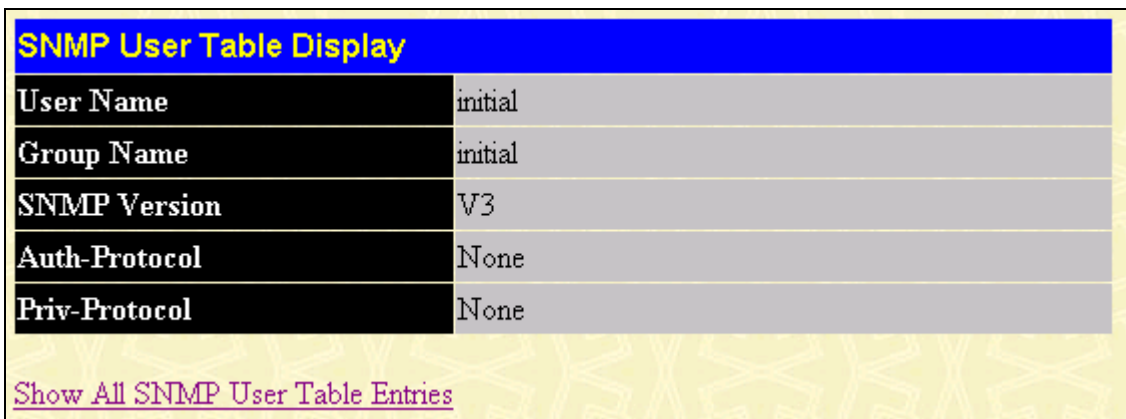 SNMP User Table Display
User Name initial
Group Name initial
SNMP Version V3
Auth-Protocol None
Priv-Protocol None
Show All SNMP User Table Entries